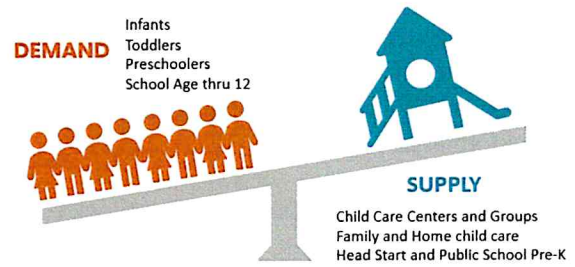 DEMAND
Infants
Toddlers
Preschoolers
School Age thru 12
SUPPLY
Child Care Centers and Groups
Family and Home child care
Head Start and Public School Pre-K